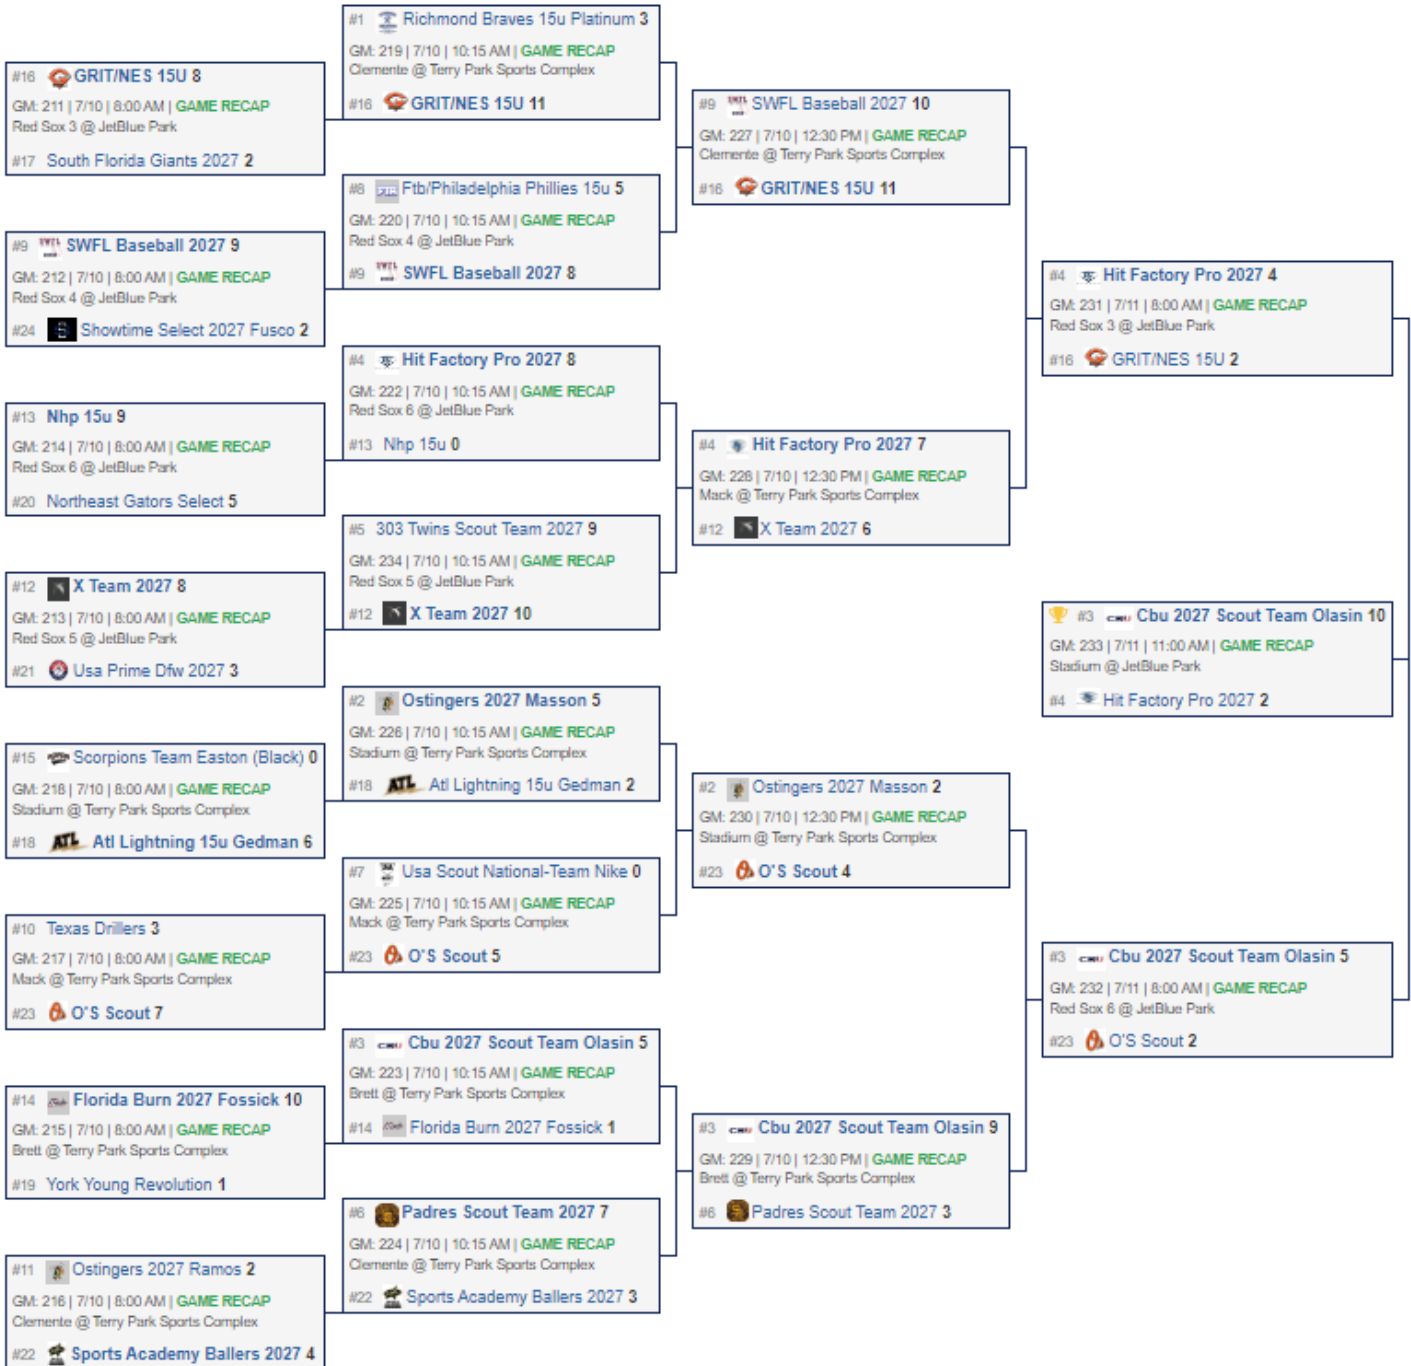 #16 GRIT/NES 15U 8
GM: 211 | 7/10 | 8:00 AM | GAME RECAP
Red Sox 3 @ JetBlue Park
#17 South Florida Giants 2027 2
#9 SWFL Baseball 2027 9
GM: 212 | 7/10 | 8:00 AM | GAME RECAP
Red Sox 4 @ JetBlue Park
#24 Showtime Select 2027 Fusco 2
#13 Nhp 15u 9
GM: 214 | 7/10 | 8:00 AM | GAME RECAP
Red Sox 6 @ JetBlue Park
#20 Northeast Gators Select 5
#12 X Team 2027 8
GM: 213 | 7/10 | 8:00 AM | GAME RECAP
Red Sox 5 @ JetBlue Park
#21 Usa Prime Dfw 2027 3
#15 Scorpions Team Easton (Black) 0
GM: 218 | 7/10 | 8:00 AM | GAME RECAP
Stadium @ Terry Park Sports Complex
#18 ATL Atl Lightning 15u Gedman 6
#10 Texas Drillers 3
GM: 217 | 7/10 | 8:00 AM | GAME RECAP
Mack @ Terry Park Sports Complex
#23 O'S Scout 7
#14 Florida Burn 2027 Fossick 10
GM: 215 | 7/10 | 8:00 AM | GAME RECAP
Brett @ Terry Park Sports Complex
#19 York Young Revolution 1
#11 Ostingers 2027 Ramos 2
GM: 216 | 7/10 | 8:00 AM | GAME RECAP
Clemente @ Terry Park Sports Complex
#22 Sports Academy Ballers 2027 4
#1 Richmond Braves 15u Platinum 3
GM: 219 | 7/10 | 10:15 AM | GAME RECAP
Clemente @ Terry Park Sports Complex
#16 GRIT/NES 15U 11
#8 Ftb/Philadelphia Phillies 15u 5
GM: 220 | 7/10 | 10:15 AM | GAME RECAP
Red Sox 4 @ JetBlue Park
#9 SWFL Baseball 2027 8
#4 Hit Factory Pro 2027 8
GM: 222 | 7/10 | 10:15 AM | GAME RECAP
Red Sox 6 @ JetBlue Park
#13 Nhp 15u 0
#5 303 Twins Scout Team 2027 9
GM: 234 | 7/10 | 10:15 AM | GAME RECAP
Red Sox 5 @ JetBlue Park
#12 X Team 2027 10
#2 Ostingers 2027 Masson 5
GM: 226 | 7/10 | 10:15 AM | GAME RECAP
Stadium @ Terry Park Sports Complex
#18 ATL Atl Lightning 15u Gedman 2
#7 Usa Scout National-Team Nike 0
GM: 225 | 7/10 | 10:15 AM | GAME RECAP
Mack @ Terry Park Sports Complex
#23 O'S Scout 5
#3 Cbu 2027 Scout Team Olasin 5
GM: 223 | 7/10 | 10:15 AM | GAME RECAP
Brett @ Terry Park Sports Complex
#14 Florida Burn 2027 Fossick 1
#6 Padres Scout Team 2027 7
GM: 224 | 7/10 | 10:15 AM | GAME RECAP
Clemente @ Terry Park Sports Complex
#22 Sports Academy Ballers 2027 3
#9 SWFL Baseball 2027 10
GM: 227 | 7/10 | 12:30 PM | GAME RECAP
Clemente @ Terry Park Sports Complex
#16 GRIT/NES 15U 11
#4 Hit Factory Pro 2027 7
GM: 228 | 7/10 | 12:30 PM | GAME RECAP
Mack @ Terry Park Sports Complex
#12 X Team 2027 6
#2 Ostingers 2027 Masson 2
GM: 230 | 7/10 | 12:30 PM | GAME RECAP
Stadium @ Terry Park Sports Complex
#23 O'S Scout 4
#3 Cbu 2027 Scout Team Olasin 9
GM: 229 | 7/10 | 12:30 PM | GAME RECAP
Brett @ Terry Park Sports Complex
#6 Padres Scout Team 2027 3
#4 Hit Factory Pro 2027 4
GM: 231 | 7/11 | 8:00 AM | GAME RECAP
Red Sox 3 @ JetBlue Park
#16 GRIT/NES 15U 2
#3 Cbu 2027 Scout Team Olasin 10
GM: 233 | 7/11 | 11:00 AM | GAME RECAP
Stadium @ JetBlue Park
#4 Hit Factory Pro 2027 2
#3 Cbu 2027 Scout Team Olasin 5
GM: 232 | 7/11 | 8:00 AM | GAME RECAP
Red Sox 6 @ JetBlue Park
#23 O'S Scout 2